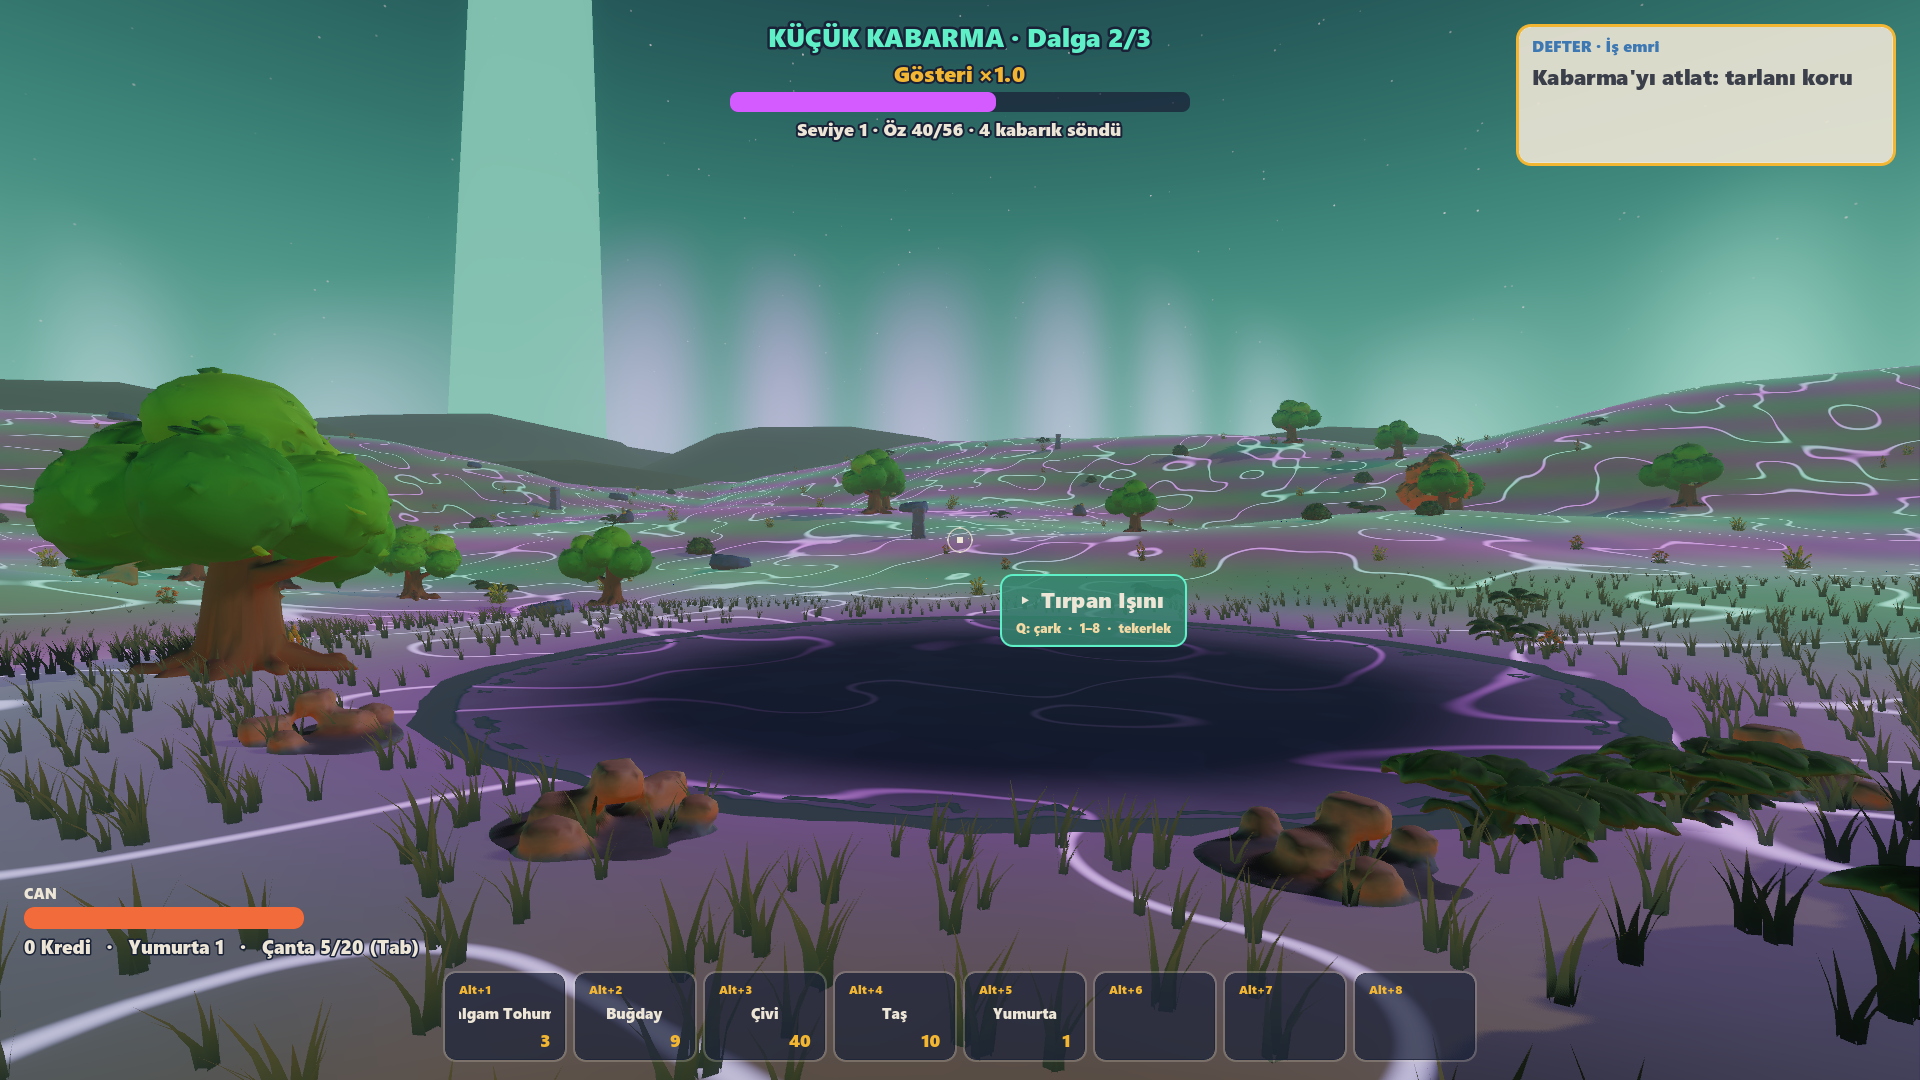 KÜÇÜK KABARMA · Dalga 2/3
Gösteri ×1.0
Seviye 1 · Öz 40/56 · 4 kabarık söndü
DEFTER · İş emri
Kabarma'yı atlat: tarlanı koru
▸ Tırpan Işını
Q: çark · 1–8 · tekerlek
CAN
0 Kredi · Yumurta 1 · Çanta 5/20 (Tab)
Alt+1
lgam Tohum
3
Alt+2
Buğday
9
Alt+3
Çivi
40
Alt+4
Taş
10
Alt+5
Yumurta
1
Alt+6
Alt+7
Alt+8